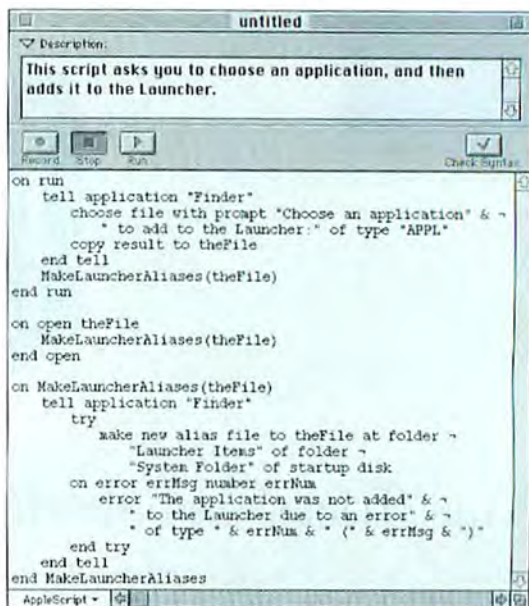 untitled
Description:
This script asks you to choose an application, and then
adds it to the Launcher.
Record Stop Run Check Syntax
on run
tell application "Finder"
choose file with prompt "Choose an application" & ¬
" to add to the Launcher:" of type "APPL"
copy result to theFile
end tell
MakeLauncherAliases(theFile)
end run
on open theFile
MakeLauncherAliases(theFile)
end open
on MakeLauncherAliases(theFile)
tell application "Finder"
try
make new alias file to theFile at folder ¬
"Launcher Items" of folder ¬
"System Folder" of startup disk
on error errMsg number errNum
error "The application was not added" & ¬
" to the Launcher due to an error" & ¬
" of type " & errNum & " (" & errMsg & ")"
end try
end tell
end MakeLauncherAliases
AppleScript